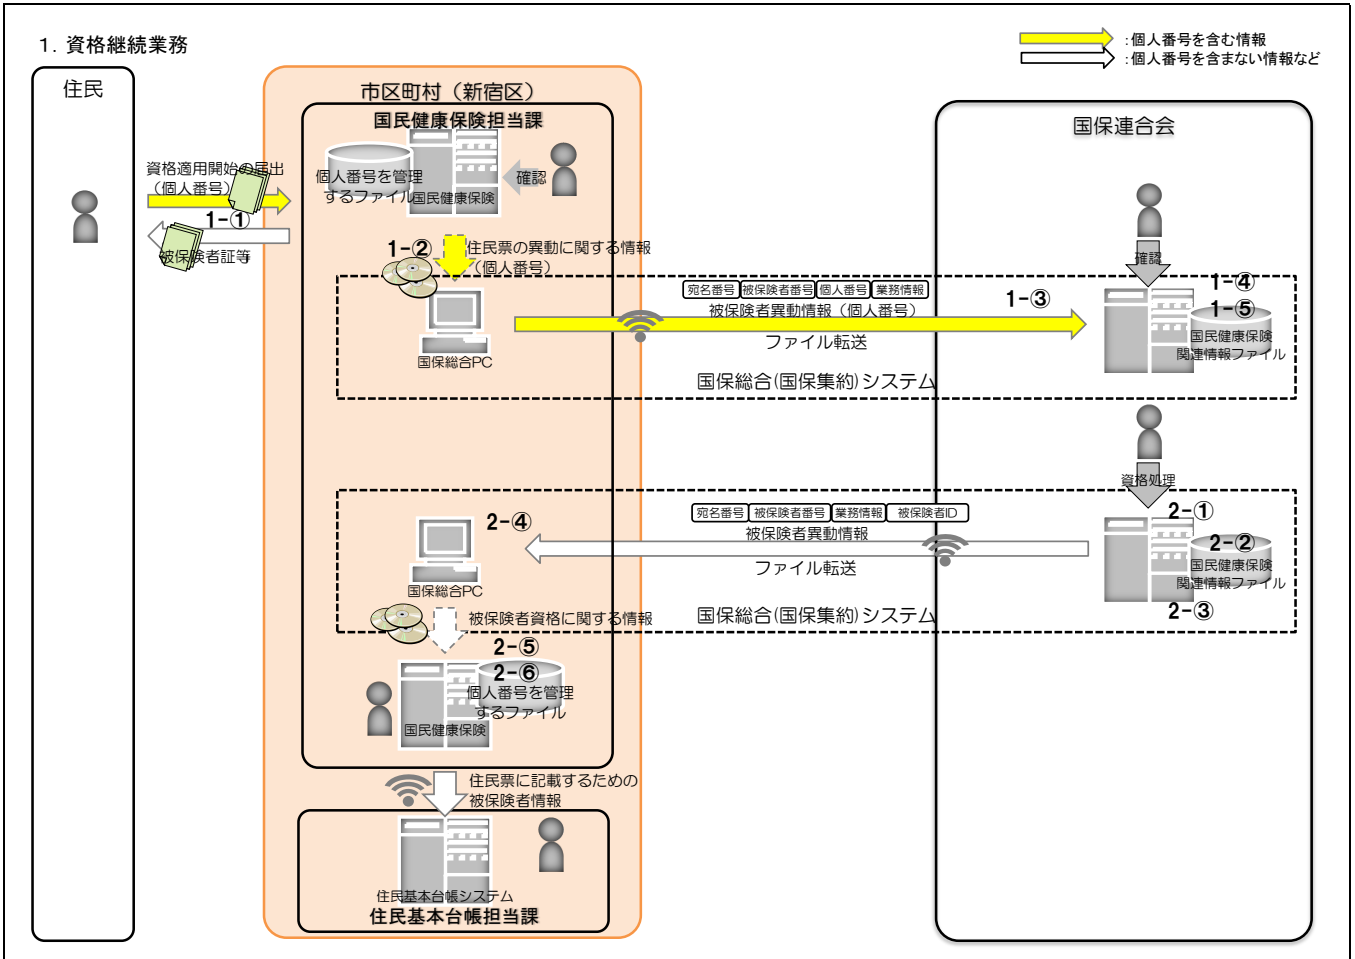 1. 資格継続業務
:個人番号を含む情報
:個人番号を含まない情報など
住民
市区町村（新宿区）
国民健康保険担当課
国保連合会
個人番号を管理
するファイル
国民健康保険
確認
資格適用開始の届出
（個人番号）
1-①
被保険者証等
1-②
住民票の異動に関する情報
（個人番号）
確認
宛名番号
被保険者番号
個人番号
業務情報
1-③
1-④
1-⑤
被保険者異動情報（個人番号）
ファイル転送
国保総合PC
国民健康保険
関連情報ファイル
国保総合(国保集約)システム
資格処理
宛名番号
被保険者番号
業務情報
被保険者ID
2-④
2-①
2-②
被保険者異動情報
ファイル転送
国保総合PC
国民健康保険
関連情報ファイル
2-③
被保険者資格に関する情報
国保総合(国保集約)システム
2-⑤
2-⑥
個人番号を管理
するファイル
国民健康保険
住民票に記載するための
被保険者情報
住民基本台帳システム
住民基本台帳担当課